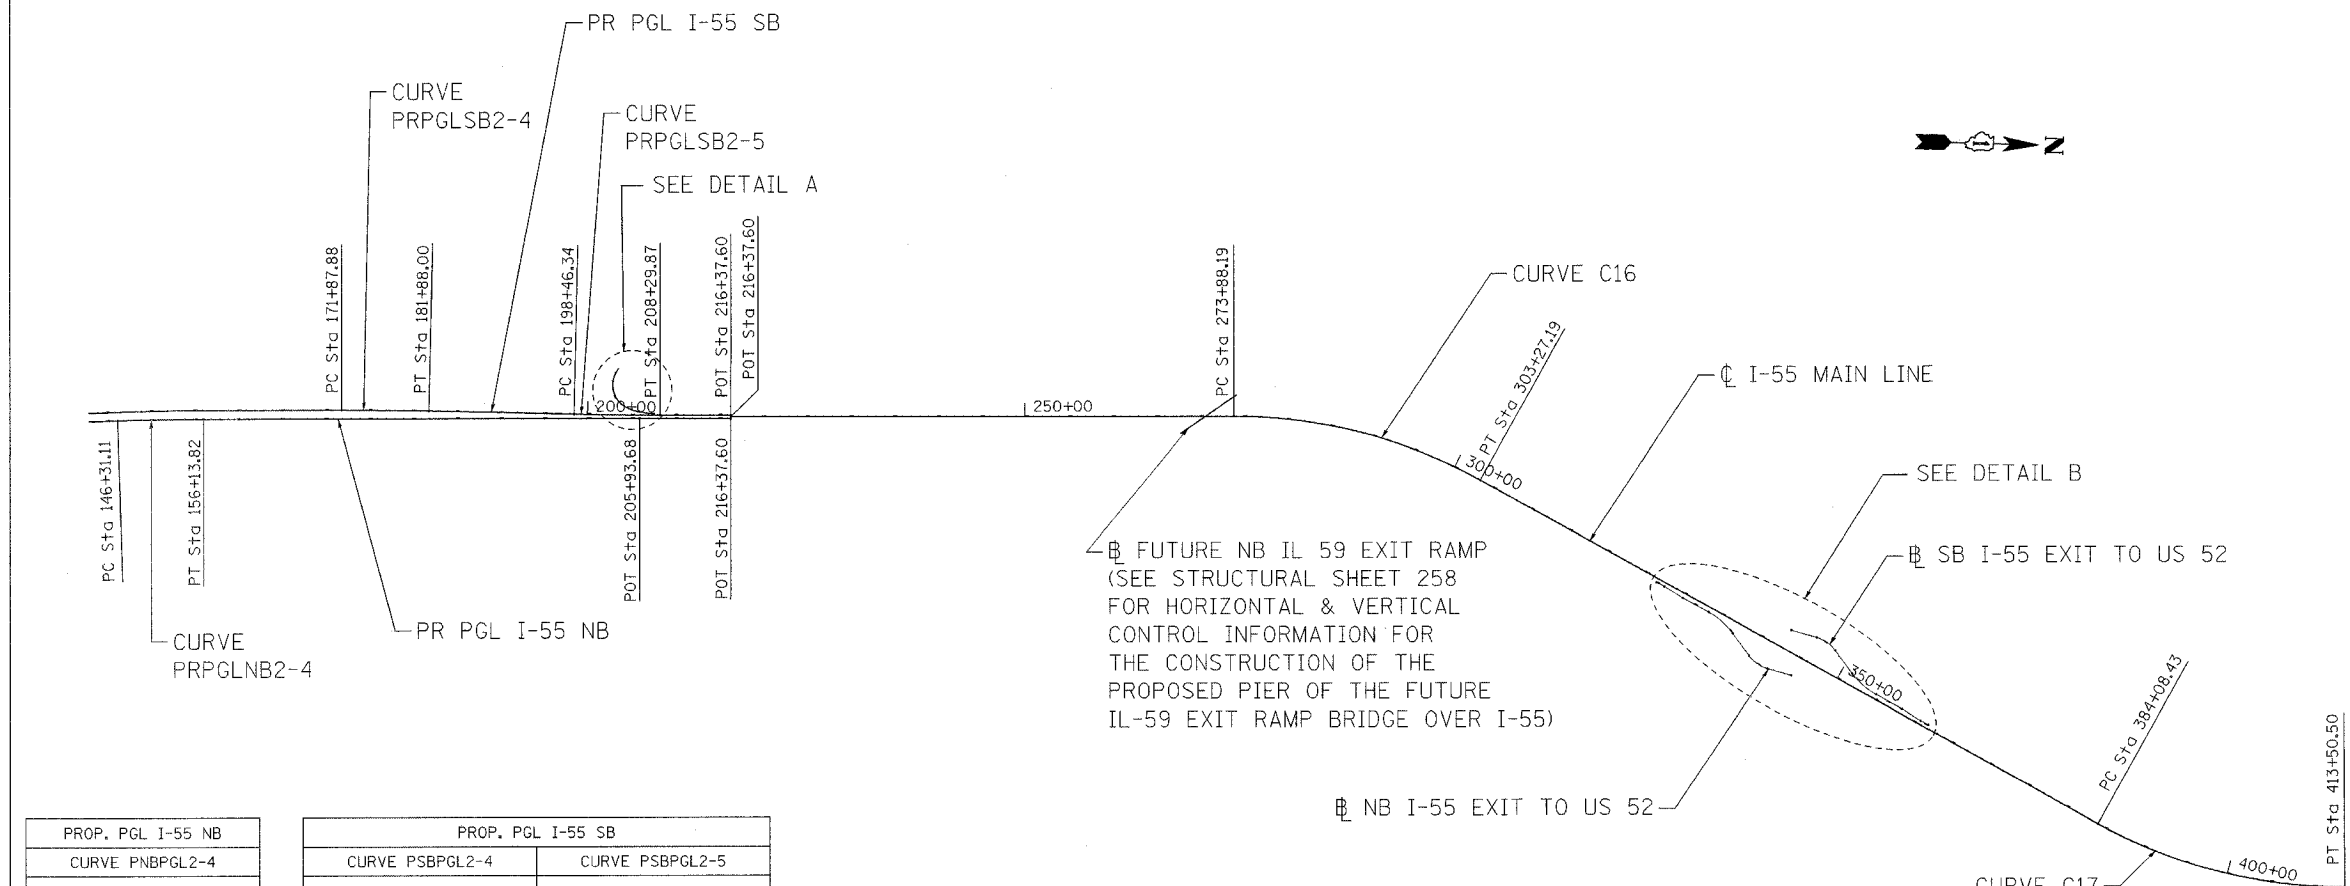 PR PGL I-55 SB
CURVE
PRPGLSB2-4
CURVE
PRPGLSB2-5
SEE DETAIL A
N
PC Sta 171+87.88
PT Sta 181+88.00
PC Sta 198+46.34
PT Sta 208+29.87
POT Sta 216+37.60
POT Sta 216+37.60
PC Sta 273+88.19
CURVE C16
PT Sta 303+27.19
℄ I-55 MAIN LINE
200+00
250+00
300+00
PC Sta 146+31.11
PT Sta 156+13.82
POT Sta 205+93.68
POT Sta 216+37.60
CURVE
PRPGLNB2-4
PR PGL I-55 NB
SEE DETAIL B
BL FUTURE NB IL 59 EXIT RAMP
(SEE STRUCTURAL SHEET 258
FOR HORIZONTAL & VERTICAL
CONTROL INFORMATION FOR
THE CONSTRUCTION OF THE
PROPOSED PIER OF THE FUTURE
IL-59 EXIT RAMP BRIDGE OVER I-55)
BL SB I-55 EXIT TO US 52
350+00
PC Sta 384+08.43
PT Sta 413+50.50
BL NB I-55 EXIT TO US 52
400+00
CURVE C17
PROP. PGL I-55 NB
CURVE PNBPGL2-4
PROP. PGL I-55 SB
CURVE PSBPGL2-4
CURVE PSBPGL2-5